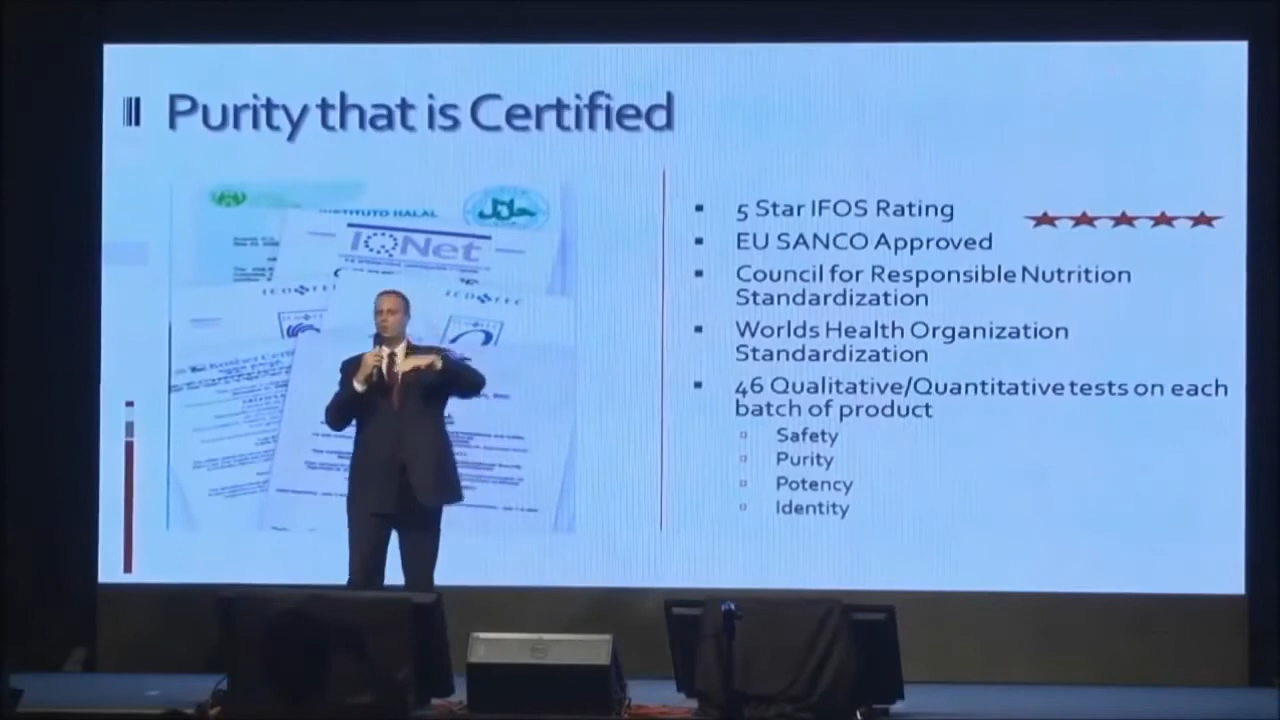 Purity that is Certified
INSTITUTO HALAL
حلال
IQNet
5 Star IFOS Rating
EU SANCO Approved
Council for Responsible Nutrition
Standardization
Worlds Health Organization
Standardization
46 Qualitative/Quantitative tests on each
batch of product
Safety
Purity
Potency
Identity